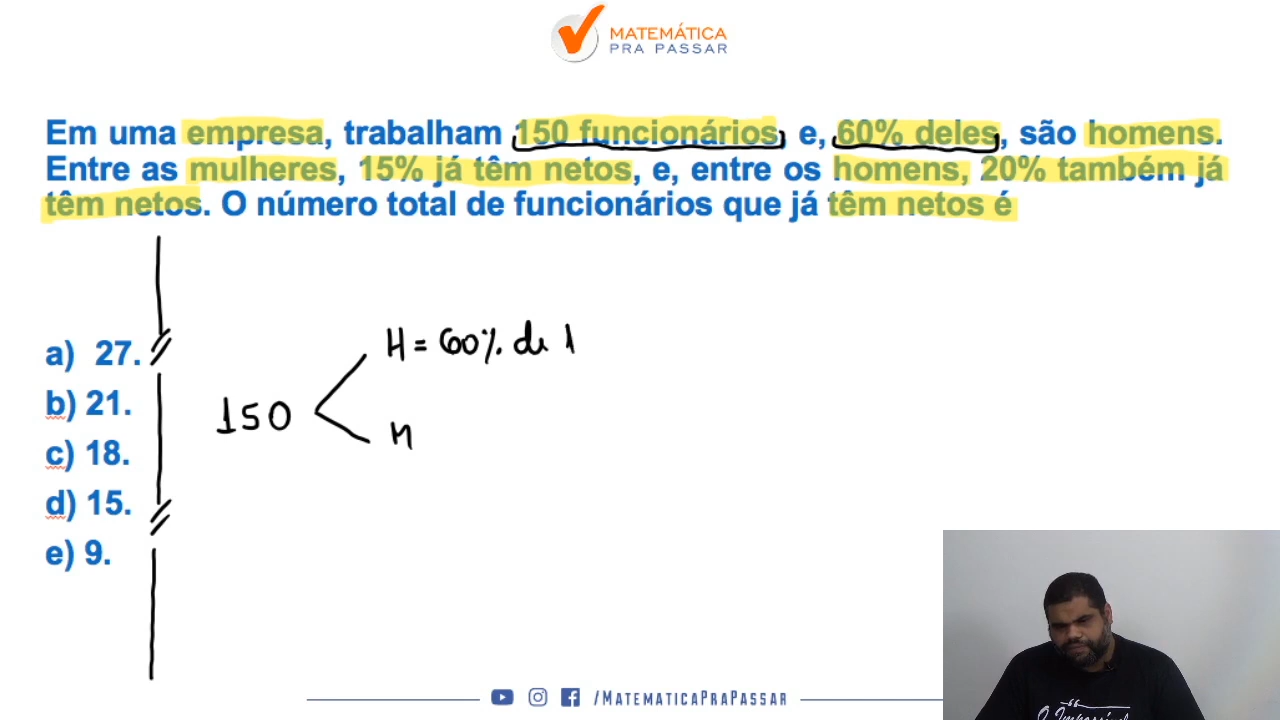 MATEMÁTICA
PRA PASSAR
Em uma empresa, trabalham 150 funcionários, e, 60% deles, são homens.
Entre as mulheres, 15% já têm netos, e, entre os homens, 20% também já
têm netos. O número total de funcionários que já têm netos é
a) 27.
b) 21.
c) 18.
d) 15.
e) 9.
H = 60% de 1
150
M
/MATEMATICAPRAPASSAR